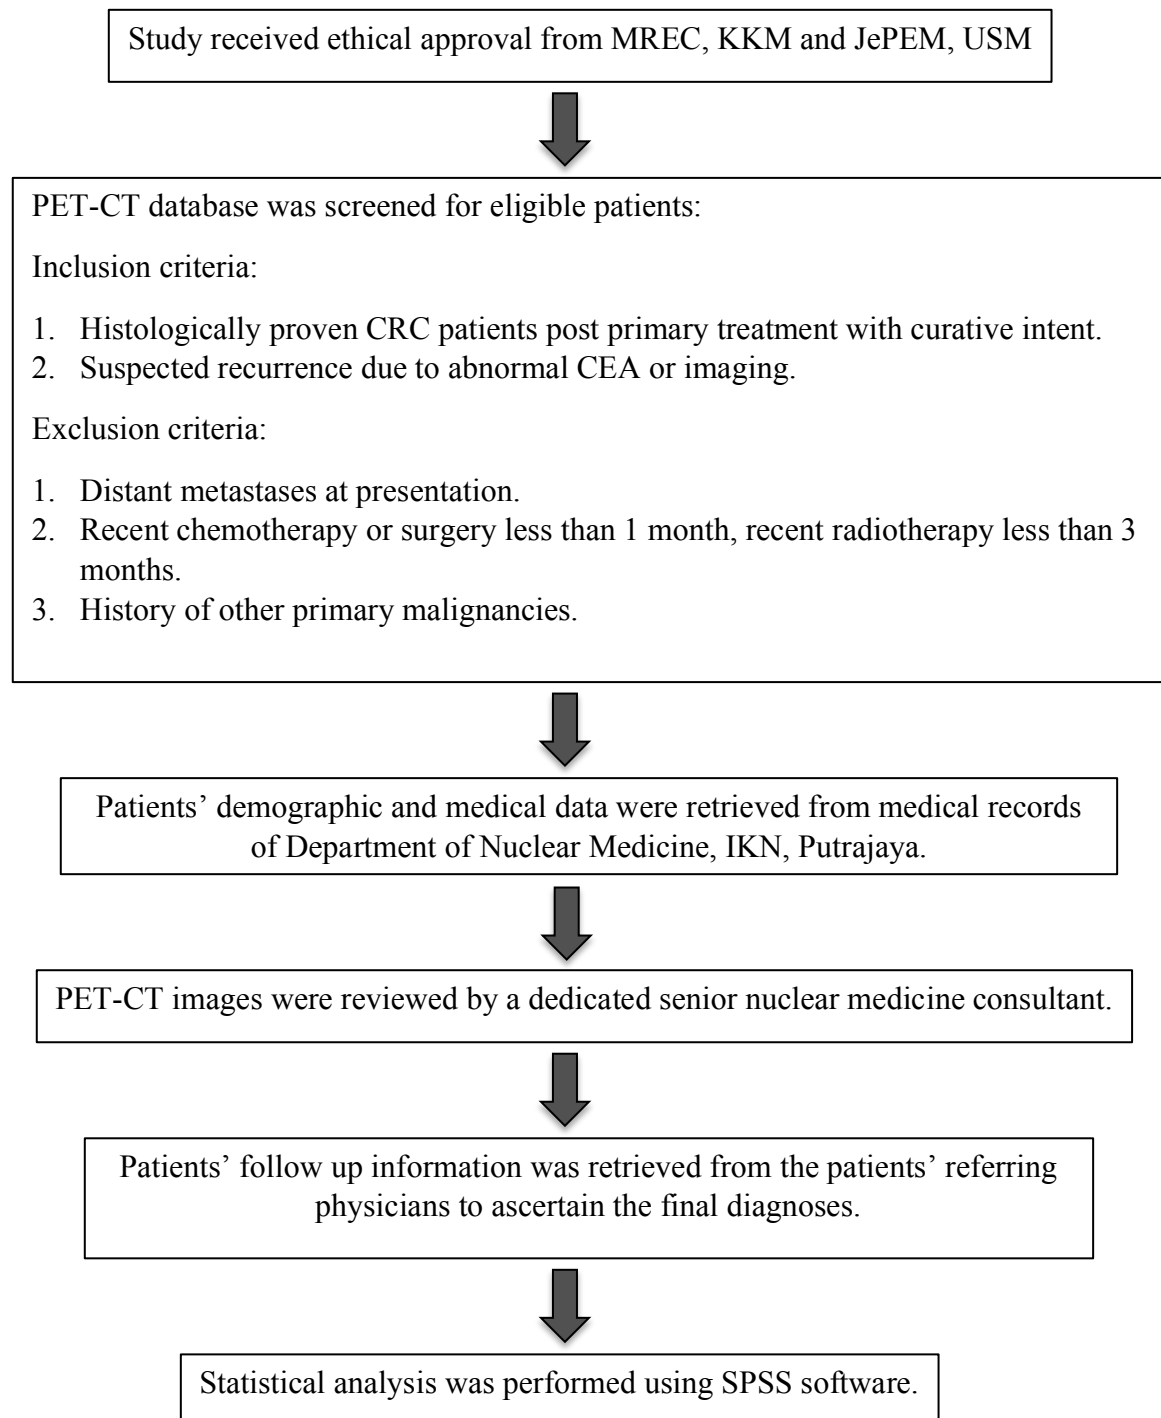 Study received ethical approval from MREC, KKM and JePEM, USM
PET-CT database was screened for eligible patients:
Inclusion criteria:
1. Histologically proven CRC patients post primary treatment with curative intent.
2. Suspected recurrence due to abnormal CEA or imaging.
Exclusion criteria:
1. Distant metastases at presentation.
2. Recent chemotherapy or surgery less than 1 month, recent radiotherapy less than 3
months.
3. History of other primary malignancies.
Patients’ demographic and medical data were retrieved from medical records
of Department of Nuclear Medicine, IKN, Putrajaya.
PET-CT images were reviewed by a dedicated senior nuclear medicine consultant.
Patients’ follow up information was retrieved from the patients’ referring
physicians to ascertain the final diagnoses.
Statistical analysis was performed using SPSS software.